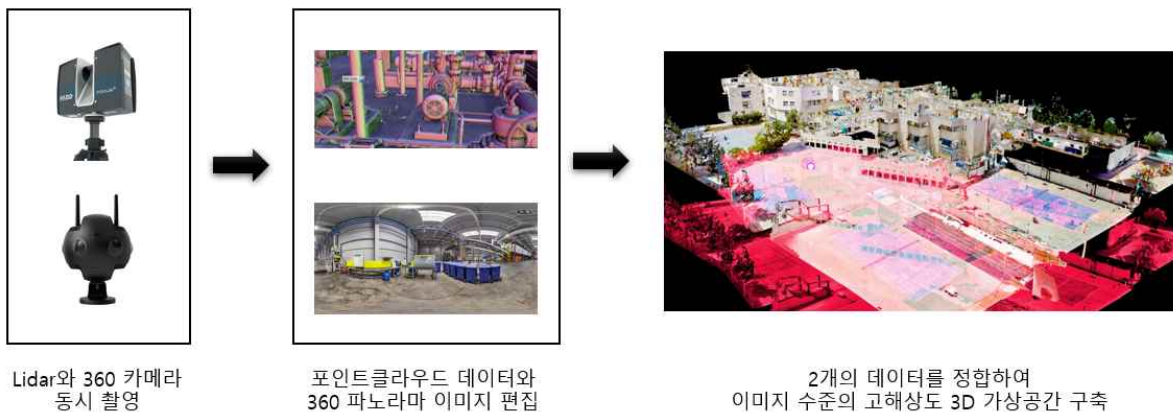 Lidar와 360 카메라
동시 촬영
포인트클라우드 데이터와
360 파노라마 이미지 편집
2개의 데이터를 정합하여
이미지 수준의 고해상도 3D 가상공간 구축